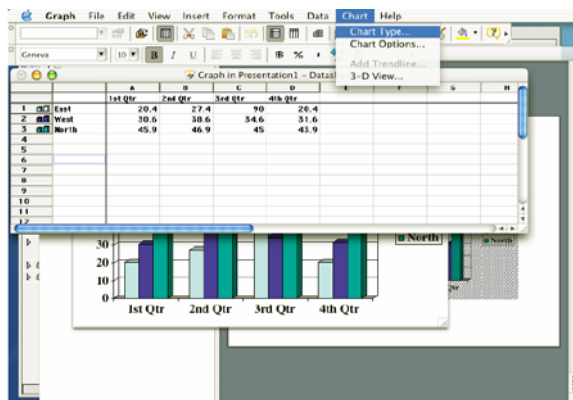 Graph File Edit View Insert Format Tools Data Chart Help
Chart Type...
Chart Options...
Add Trendline...
3-D View...
Geneva 10 B I U %
Graph in Presentation1 – Datas
A B C D E F G H
1st Qtr 2nd Qtr 3rd Qtr 4th Qtr
1 East 20.4 27.4 90 20.4
2 West 30.6 38.6 34.6 31.6
3 North 45.9 46.9 45 43.9
4
5
6
7
8
9
10
11
12
30
20
10
0
North
North
1st Qtr 2nd Qtr 3rd Qtr 4th Qtr
Qtr